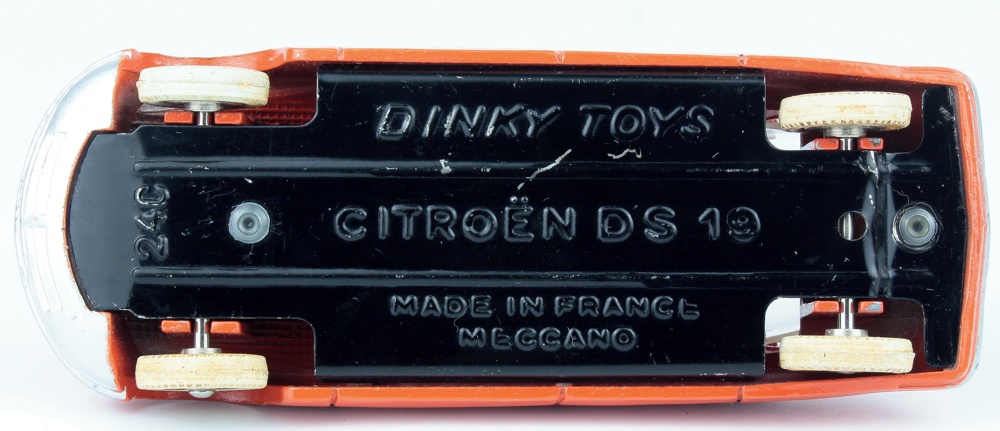 DINKY TOYS
24C
CITROËN DS 19
MADE IN FRANCE
MECCANO